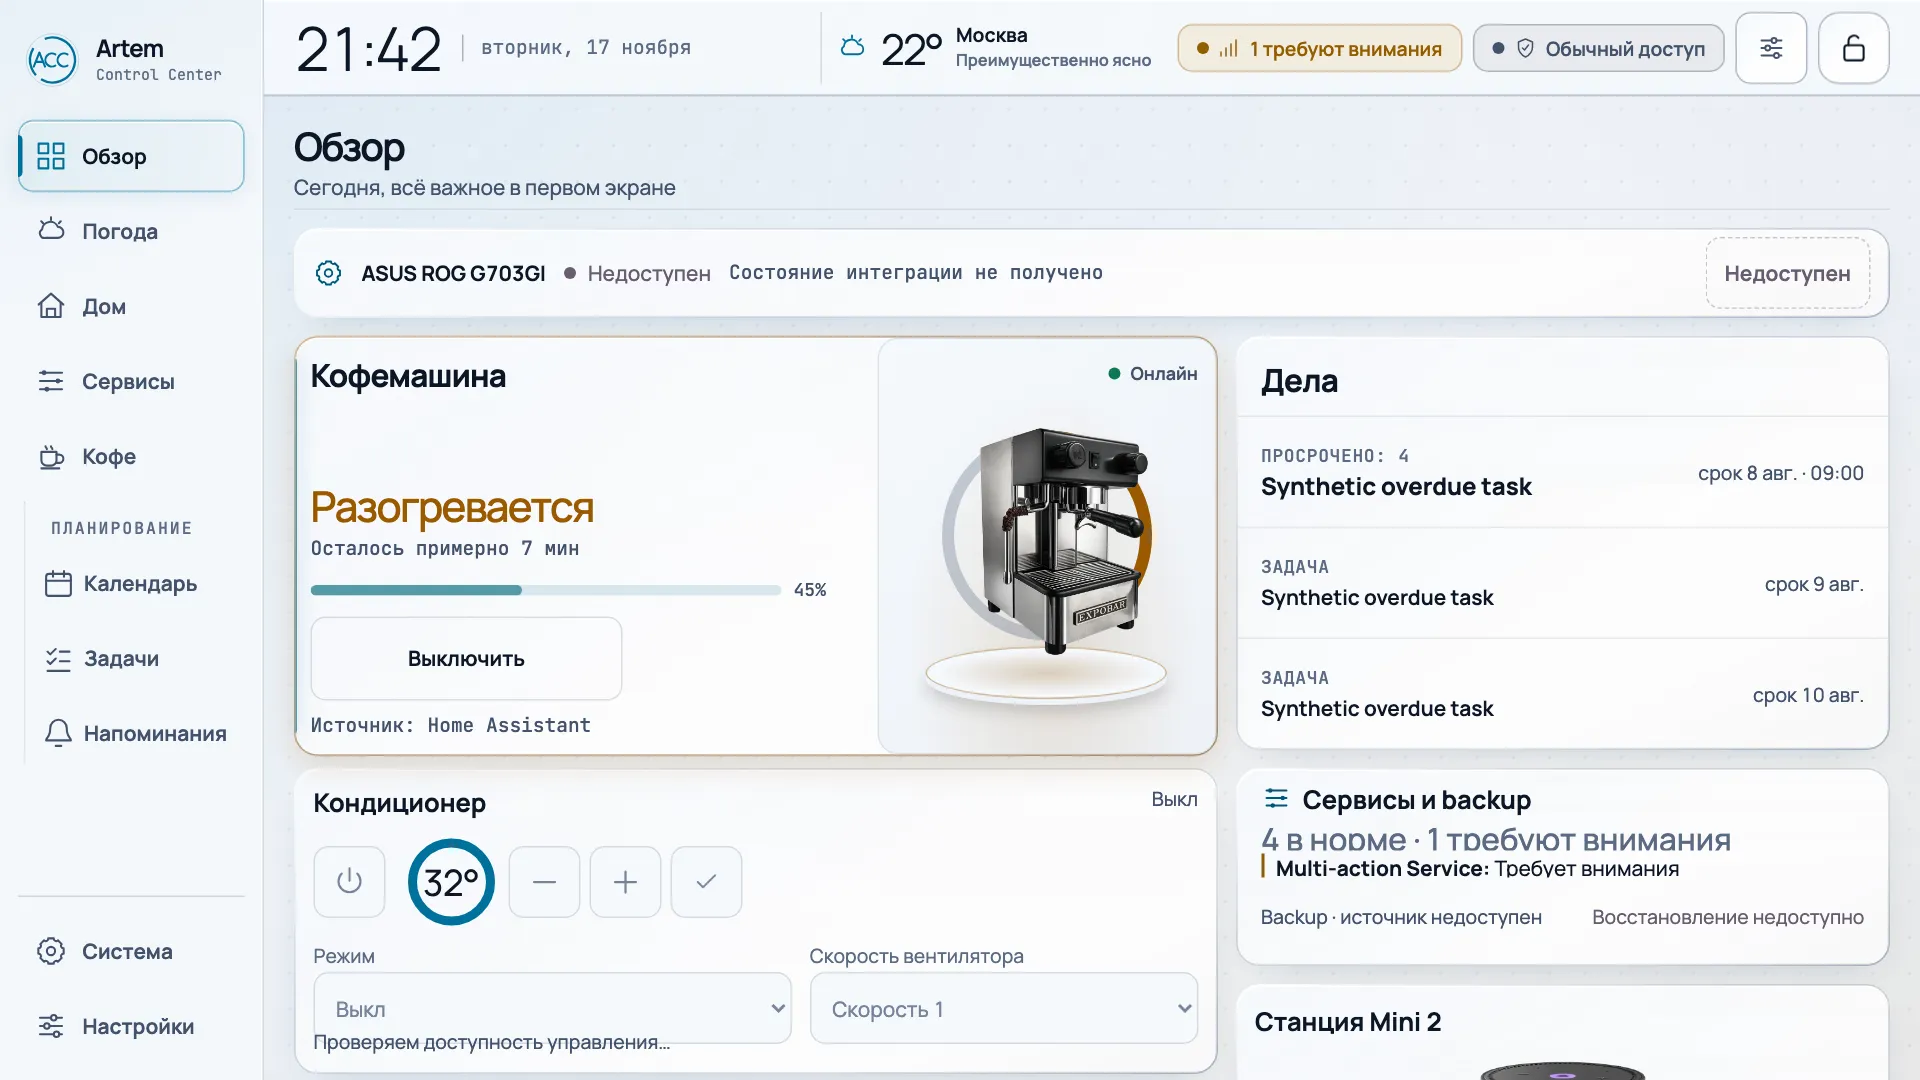 ACC
Artem
Control Center
21:42
вторник, 17 ноября
22°
Москва
Преимущественно ясно
1 требуют внимания
Обычный доступ
Обзор
Погода
Дом
Сервисы
Кофе
ПЛАНИРОВАНИЕ
Календарь
Задачи
Напоминания
Система
Настройки
Обзор
Сегодня, всё важное в первом экране
ASUS ROG G703GI
Недоступен
Состояние интеграции не получено
Недоступен
Кофемашина
Онлайн
Разогревается
Осталось примерно 7 мин
45%
Выключить
Источник: Home Assistant
EXPOBAR
Дела
ПРОСРОЧЕНО: 4
Synthetic overdue task
срок 8 авг. · 09:00
ЗАДАЧА
Synthetic overdue task
срок 9 авг.
ЗАДАЧА
Synthetic overdue task
срок 10 авг.
Кондиционер
Выкл
32°
Режим
Выкл
Скорость вентилятора
Скорость 1
Проверяем доступность управления…
Сервисы и backup
4 в норме · 1 требуют внимания
Multi-action Service: Требует внимания
Backup · источник недоступен
Восстановление недоступно
Станция Mini 2